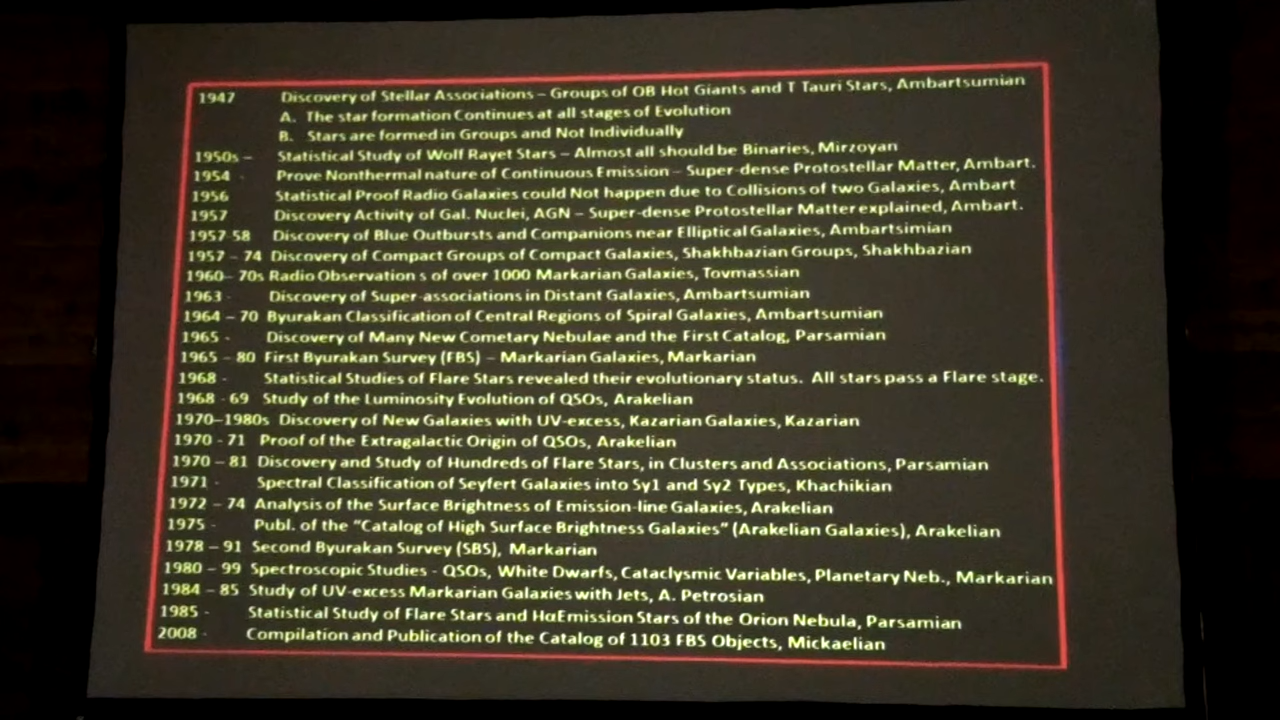 1947 Discovery of Stellar Associations – Groups of OB Hot Giants and T Tauri Stars, Ambartsumian
A. The star formation Continues at all stages of Evolution
B. Stars are formed in Groups and Not Individually
1950s – Statistical Study of Wolf Rayet Stars – Almost all should be Binaries, Mirzoyan
1954 - Prove Nonthermal nature of Continuous Emission – Super-dense Protostellar Matter, Ambart.
1956 Statistical Proof Radio Galaxies could Not happen due to Collisions of two Galaxies, Ambart
1957 Discovery Activity of Gal. Nuclei, AGN – Super-dense Protostellar Matter explained, Ambart.
1957-58 Discovery of Blue Outbursts and Companions near Elliptical Galaxies, Ambartsimian
1957 – 74 Discovery of Compact Groups of Compact Galaxies, Shakhbazian Groups, Shakhbazian
1960– 70s Radio Observation s of over 1000 Markarian Galaxies, Tovmassian
1963 - Discovery of Super-associations in Distant Galaxies, Ambartsumian
1964 – 70 Byurakan Classification of Central Regions of Spiral Galaxies, Ambartsumian
1965 - Discovery of Many New Cometary Nebulae and the First Catalog, Parsamian
1965 – 80 First Byurakan Survey (FBS) – Markarian Galaxies, Markarian
1968 - Statistical Studies of Flare Stars revealed their evolutionary status. All stars pass a Flare stage.
1968 - 69 Study of the Luminosity Evolution of QSOs, Arakelian
1970–1980s Discovery of New Galaxies with UV-excess, Kazarian Galaxies, Kazarian
1970 - 71 Proof of the Extragalactic Origin of QSOs, Arakelian
1970 – 81 Discovery and Study of Hundreds of Flare Stars, in Clusters and Associations, Parsamian
1971 - Spectral Classification of Seyfert Galaxies into Sy1 and Sy2 Types, Khachikian
1972 – 74 Analysis of the Surface Brightness of Emission-line Galaxies, Arakelian
1975 - Publ. of the "Catalog of High Surface Brightness Galaxies" (Arakelian Galaxies), Arakelian
1978 – 91 Second Byurakan Survey (SBS), Markarian
1980 – 99 Spectroscopic Studies - QSOs, White Dwarfs, Cataclysmic Variables, Planetary Neb., Markarian
1984 – 85 Study of UV-excess Markarian Galaxies with Jets, A. Petrosian
1985 - Statistical Study of Flare Stars and HαEmission Stars of the Orion Nebula, Parsamian
2008 - Compilation and Publication of the Catalog of 1103 FBS Objects, Mickaelian